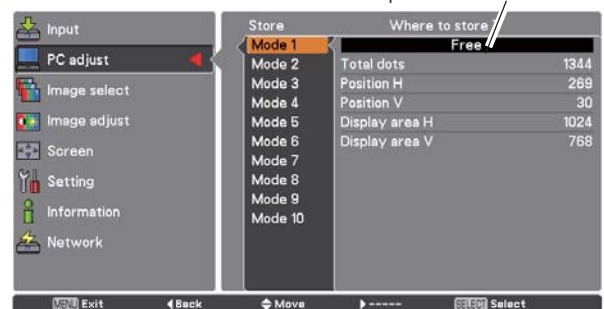 Input
PC adjust
Image select
Image adjust
Screen
Setting
Information
Network
Store
Mode 1
Mode 2
Mode 3
Mode 4
Mode 5
Mode 6
Mode 7
Mode 8
Mode 9
Mode 10
Where to store ?
Free
Total dots 1344
Position H 269
Position V 30
Display area H 1024
Display area V 768
MENU Exit Back Move ----- SELECT Select